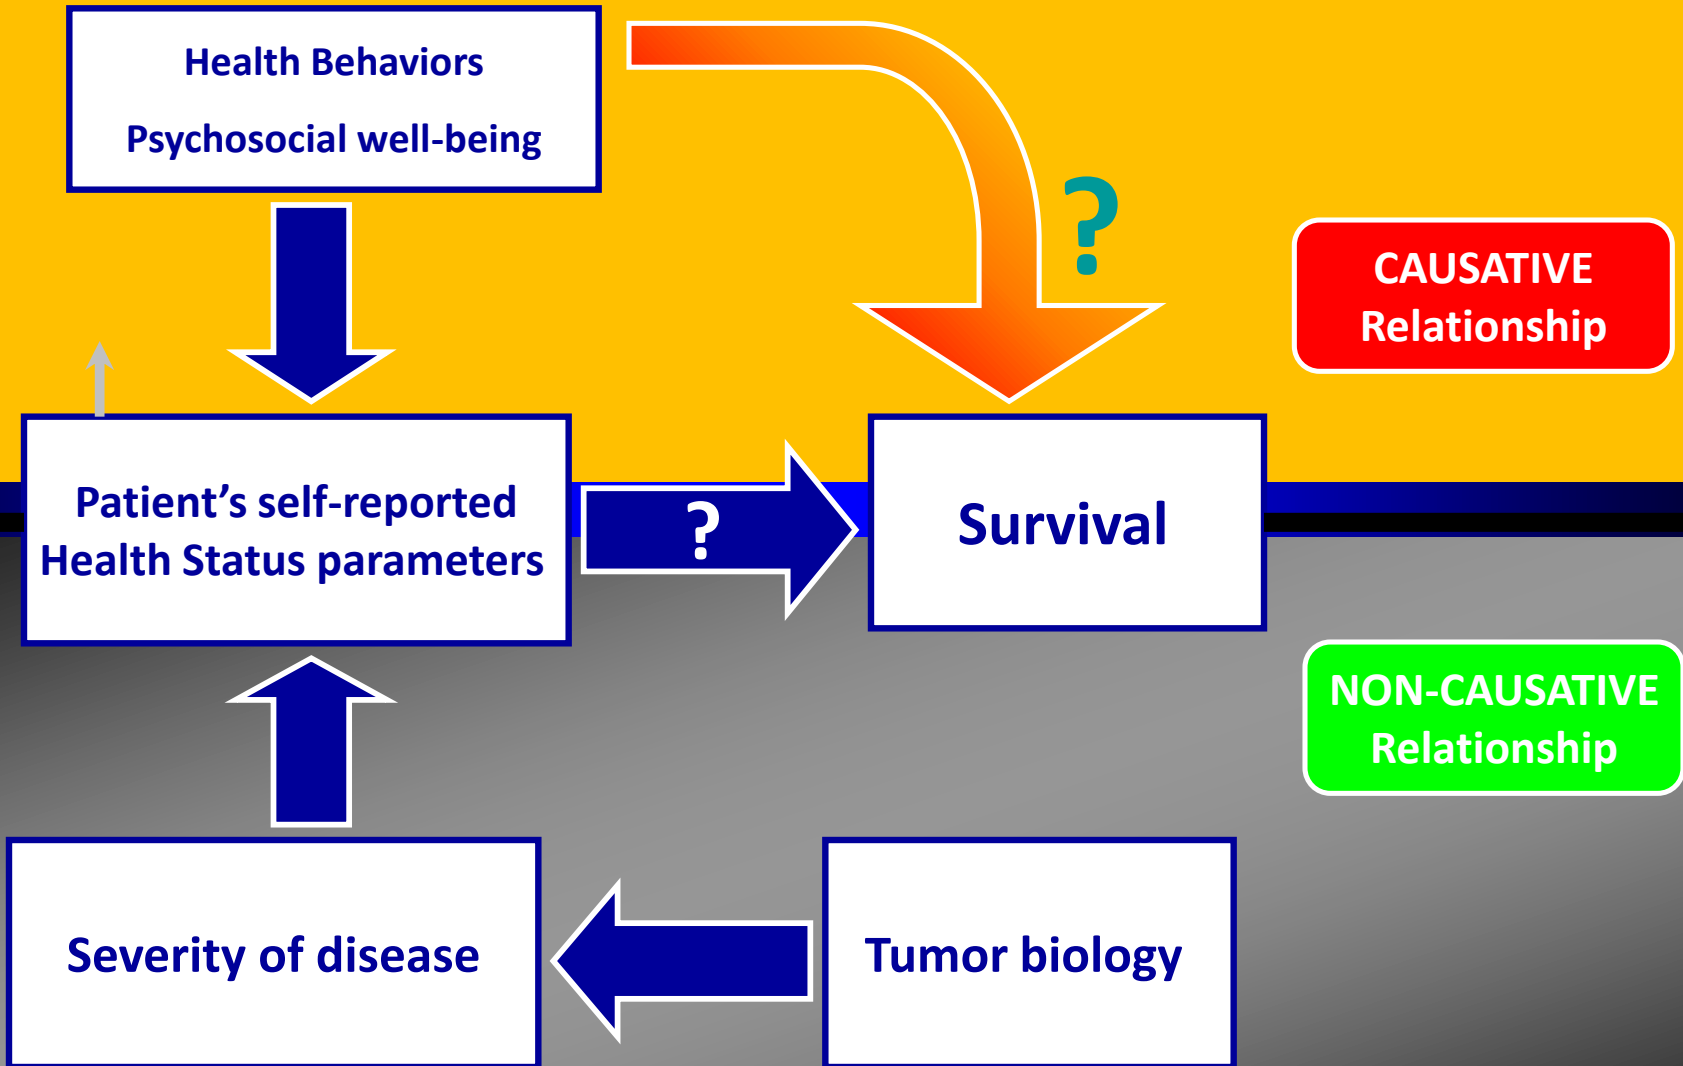 Health Behaviors
Psychosocial well-being
?
CAUSATIVE
Relationship
Patient’s self-reported
Health Status parameters
?
Survival
NON-CAUSATIVE
Relationship
Severity of disease
Tumor biology